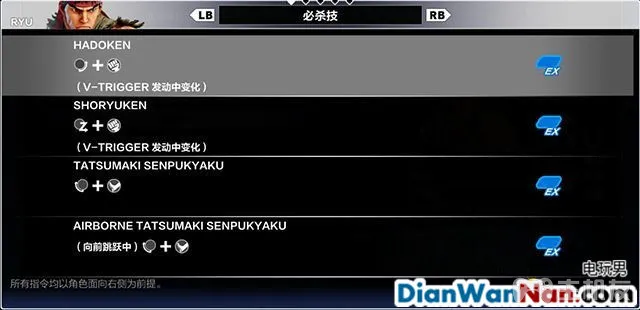 RYU
LB
必杀技
RB
HADOKEN
+
EX
(V-TRIGGER 发动中变化)
SHORYUKEN
Z +
EX
(V-TRIGGER 发动中变化)
TATSUMAKI SENPUKYAKU
+
EX
AIRBORNE TATSUMAKI SENPUKYAKU
(向前跳跃中) +
EX
所有指令均以角色面向右侧为前提。
电玩男
DianWanNan.com